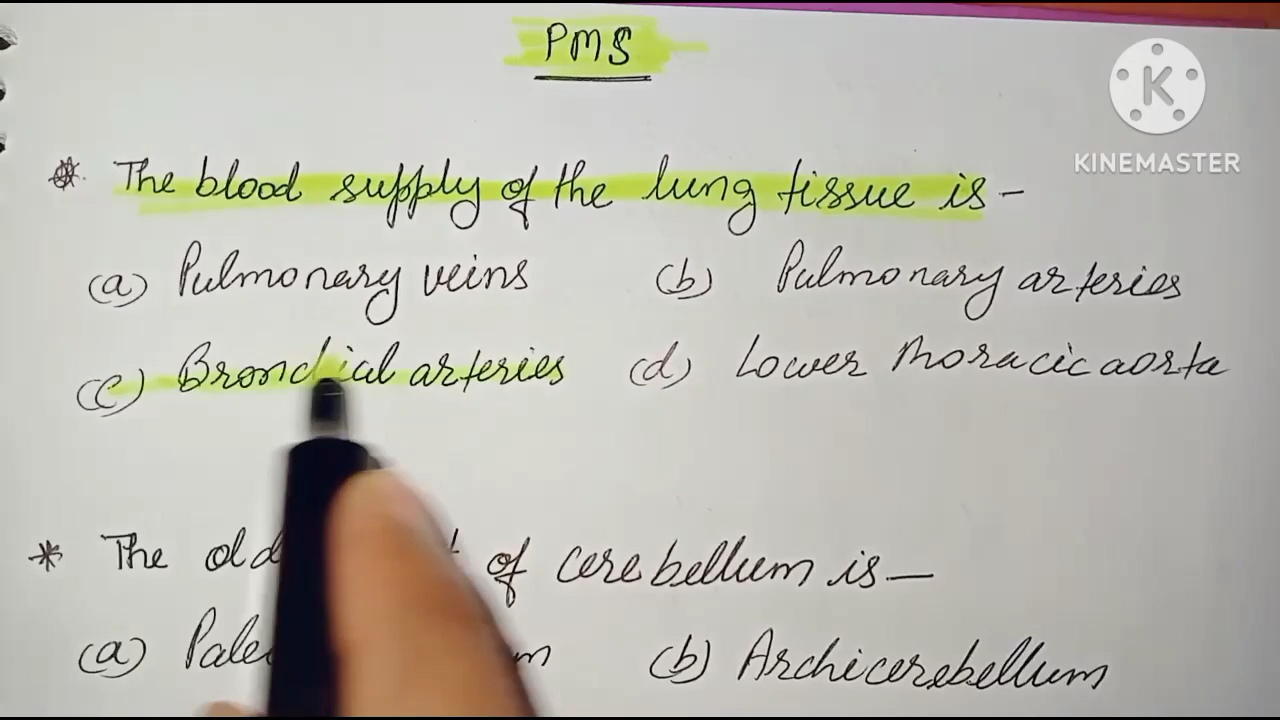 PMS
KINEMASTER
* The blood supply of the lung tissue is -
(a) Pulmonary veins (b) Pulmonary arteries
(c) Bronchial arteries (d) Lower thoracic aorta
* The of cerebellum is —
(a) (b) Archicerebellum